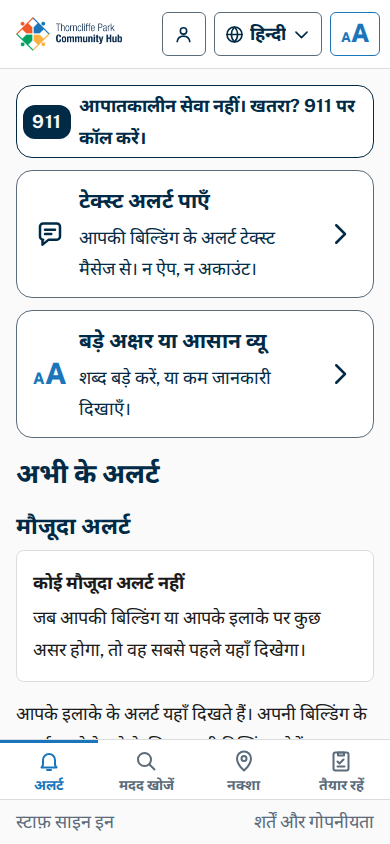 Thorncliffe Park
Community Hub
हिन्दी
AA
911
आपातकालीन सेवा नहीं। खतरा? 911 पर
कॉल करें।
टेक्स्ट अलर्ट पाएँ
आपकी बिल्डिंग के अलर्ट टेक्स्ट
मैसेज से। न ऐप, न अकाउंट।
AA
बड़े अक्षर या आसान व्यू
शब्द बड़े करें, या कम जानकारी
दिखाएँ।
अभी के अलर्ट
मौजूदा अलर्ट
कोई मौजूदा अलर्ट नहीं
जब आपकी बिल्डिंग या आपके इलाके पर कुछ
असर होगा, तो वह सबसे पहले यहाँ दिखेगा।
आपके इलाके के अलर्ट यहाँ दिखते हैं। अपनी बिल्डिंग के
अलर्ट
मदद खोजें
नक्शा
तैयार रहें
स्टाफ़ साइन इन
शर्तें और गोपनीयता